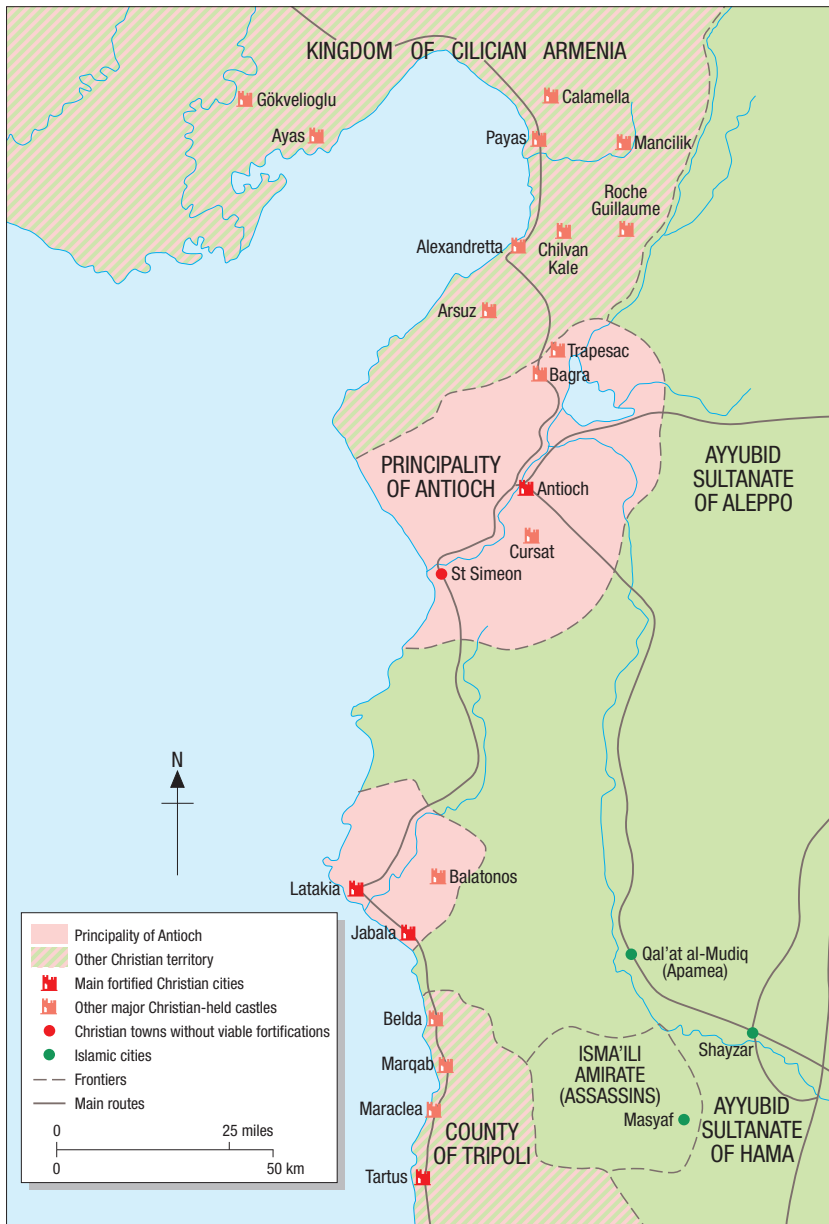 KINGDOM OF CILICIAN ARMENIA
Gökvelioglu
Calamella
Ayas
Payas
Mancilik
Roche
Guillaume
Alexandretta
Chilvan
Kale
Arsuz
Trapesac
Bagra
PRINCIPALITY
OF ANTIOCH
AYYUBID
SULTANATE
OF ALEPPO
Antioch
Cursat
St Simeon
N
Latakia
Balatonos
Jabala
Qal'at al-Mudiq
(Apamea)
Belda
Shayzar
Marqab
ISMA'ILI
AMIRATE
(ASSASSINS)
Maraclea
Masyaf
COUNTY
OF TRIPOLI
AYYUBID
SULTANATE
OF HAMA
Tartus
Principality of Antioch
Other Christian territory
Main fortified Christian cities
Other major Christian-held castles
Christian towns without viable fortifications
Islamic cities
Frontiers
Main routes
0 25 miles
0 50 km